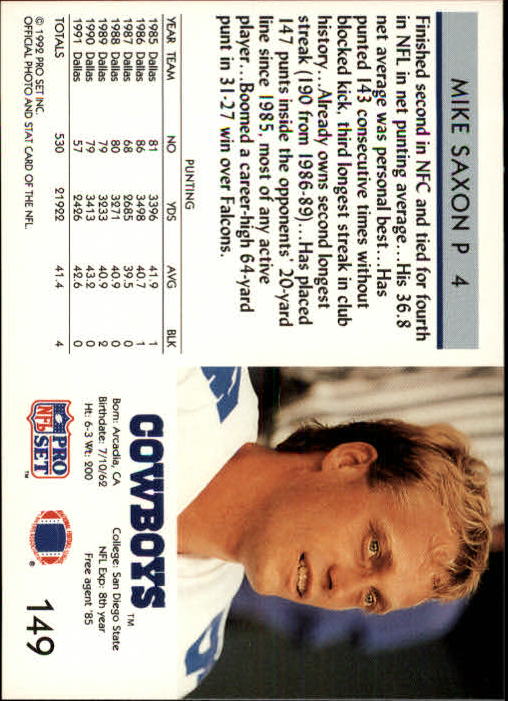 MIKE SAXON P 4
Finished second in NFC and tied for fourth
in NFL in net punting average...His 36.8
net average was personal best...Has
punted 143 consecutive times without
blocked kick, third longest streak in club
history...Already owns second longest
streak (190 from 1986-89)...Has placed
147 punts inside the opponents' 20-yard
line since 1985, most of any active
player...Boomed a career-high 64-yard
punt in 31-27 win over Falcons.
PUNTING
YEAR TEAM NO YDS AVG BLK
1985 Dallas 81 3396 41.9 1
1986 Dallas 86 3498 40.7 1
1987 Dallas 68 2685 39.5 0
1988 Dallas 80 3271 40.9 0
1989 Dallas 79 3233 40.9 2
1990 Dallas 79 3413 43.2 0
1991 Dallas 57 2426 42.6 0
TOTALS 530 21922 41.4 4
© 1992 PRO SET INC.
OFFICIAL PHOTO AND STAT CARD OF THE NFL
COWBOYS™
Born: Arcadia, CA College: San Diego State
Birthdate: 7/10/62 NFL Exp: 8th year
Ht: 6-3 Wt: 200 Free agent '85
PRO
NFL SET™
®
149